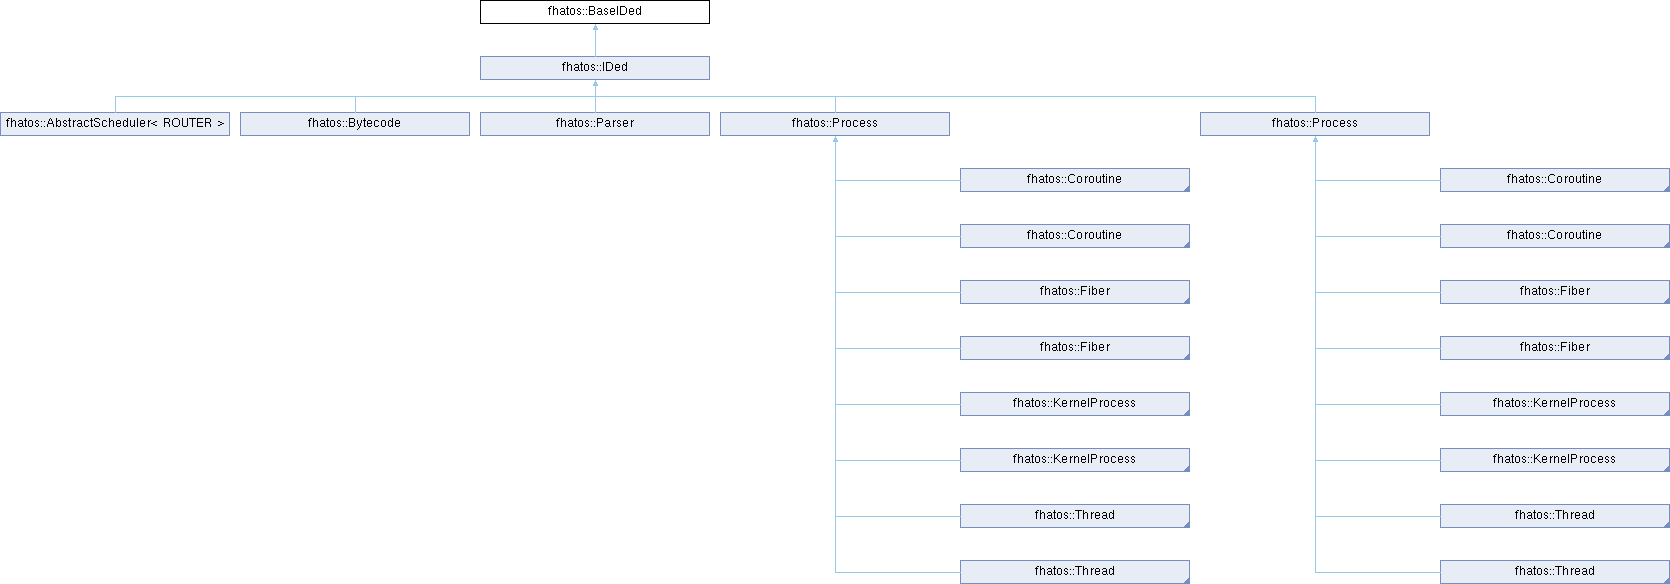 fhatos::BaseIDed
fhatos::IDed
fhatos::AbstractScheduler< ROUTER >
fhatos::Bytecode
fhatos::Parser
fhatos::Process
fhatos::Process
fhatos::Coroutine
fhatos::Coroutine
fhatos::Coroutine
fhatos::Coroutine
fhatos::Fiber
fhatos::Fiber
fhatos::Fiber
fhatos::Fiber
fhatos::KernelProcess
fhatos::KernelProcess
fhatos::KernelProcess
fhatos::KernelProcess
fhatos::Thread
fhatos::Thread
fhatos::Thread
fhatos::Thread